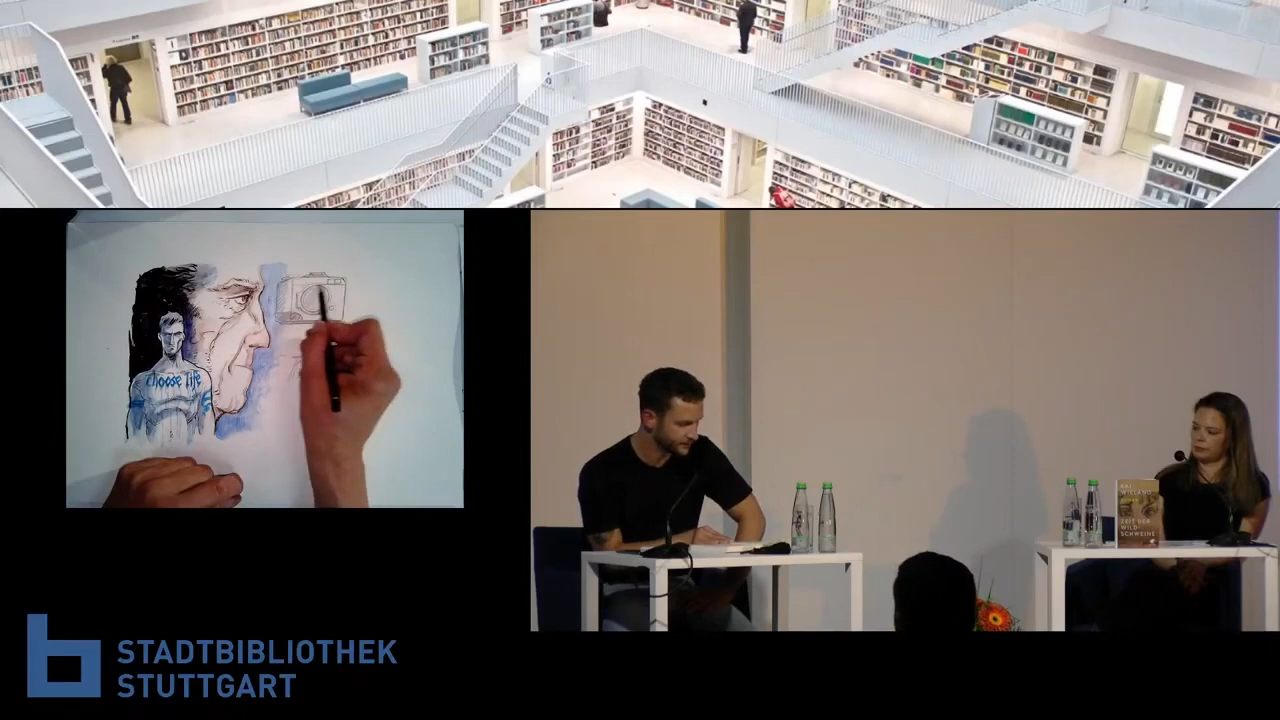 choose life
KAI
WIELAND
ZEIT DER
WILD-
SCHWEINE
STADTBIBLIOTHEK
STUTTGART